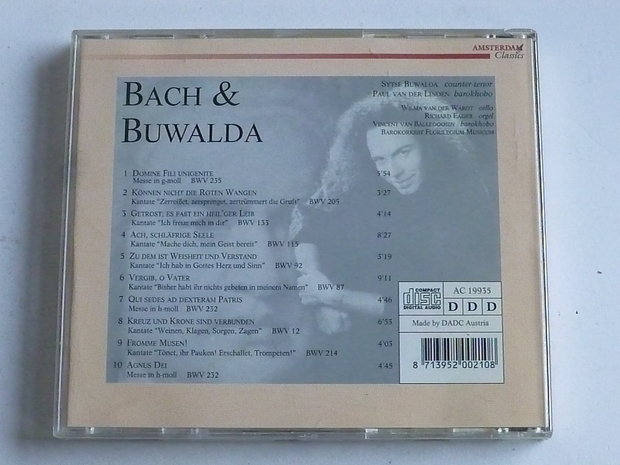 AMSTERDAM
Classics
BACH &
BUWALDA
SYTSE BUWALDA counter-tenor
PAUL VAN DER LINDEN barokhobo
WILMA VAN DER WARDT cello
RICHARD EGARR orgel
VINCENT VAN BALLEGOOIJEN barokhobo
BAROKORKEST FLORILEGIUM MUSICUM
1 DOMINE FILI UNIGENITE 5'54
Messe in g-moll BWV 235
2 KÖNNEN NICHT DIE ROTEN WANGEN 3'27
Kantate "Zerreißet, zerspringet, zertrümmert die Gruft" BWV 205
3 GETROST, ES FAST EIN HEIL'GER LEIB 4'14
Kantate "Ich freue mich in dir" BWV 133
4 ACH, SCHLÄFRIGE SEELE 8'27
Kantate "Mache dich, mein Geist bereit" BWV 115
5 ZU DEM IST WEISHEIT UND VERSTAND 3'19
Kantate "Ich hab in Gottes Herz und Sinn" BWV 92
6 VERGIB, O VATER 9'11
Kantate "Bisher habt ihr nichts gebeten in meinem Namen" BWV 87
7 QUI SEDES AD DEXTERAM PATRIS 4'46
Messe in h-moll BWV 232
8 KREUZ UND KRONE SIND VERBUNDEN 6'55
Kantate "Weinen, Klagen, Sorgen, Zagen" BWV 12
9 FROMME MUSEN! 4'05
Kantate "Tönet, ihr Pauken! Erschallet, Trompeten!" BWV 214
10 AGNUS DEI 4'45
Messe in h-moll BWV 232
COMPACT
disc
DIGITAL AUDIO
AC 19935
D D D
Made by DADC Austria
8 713952 002108